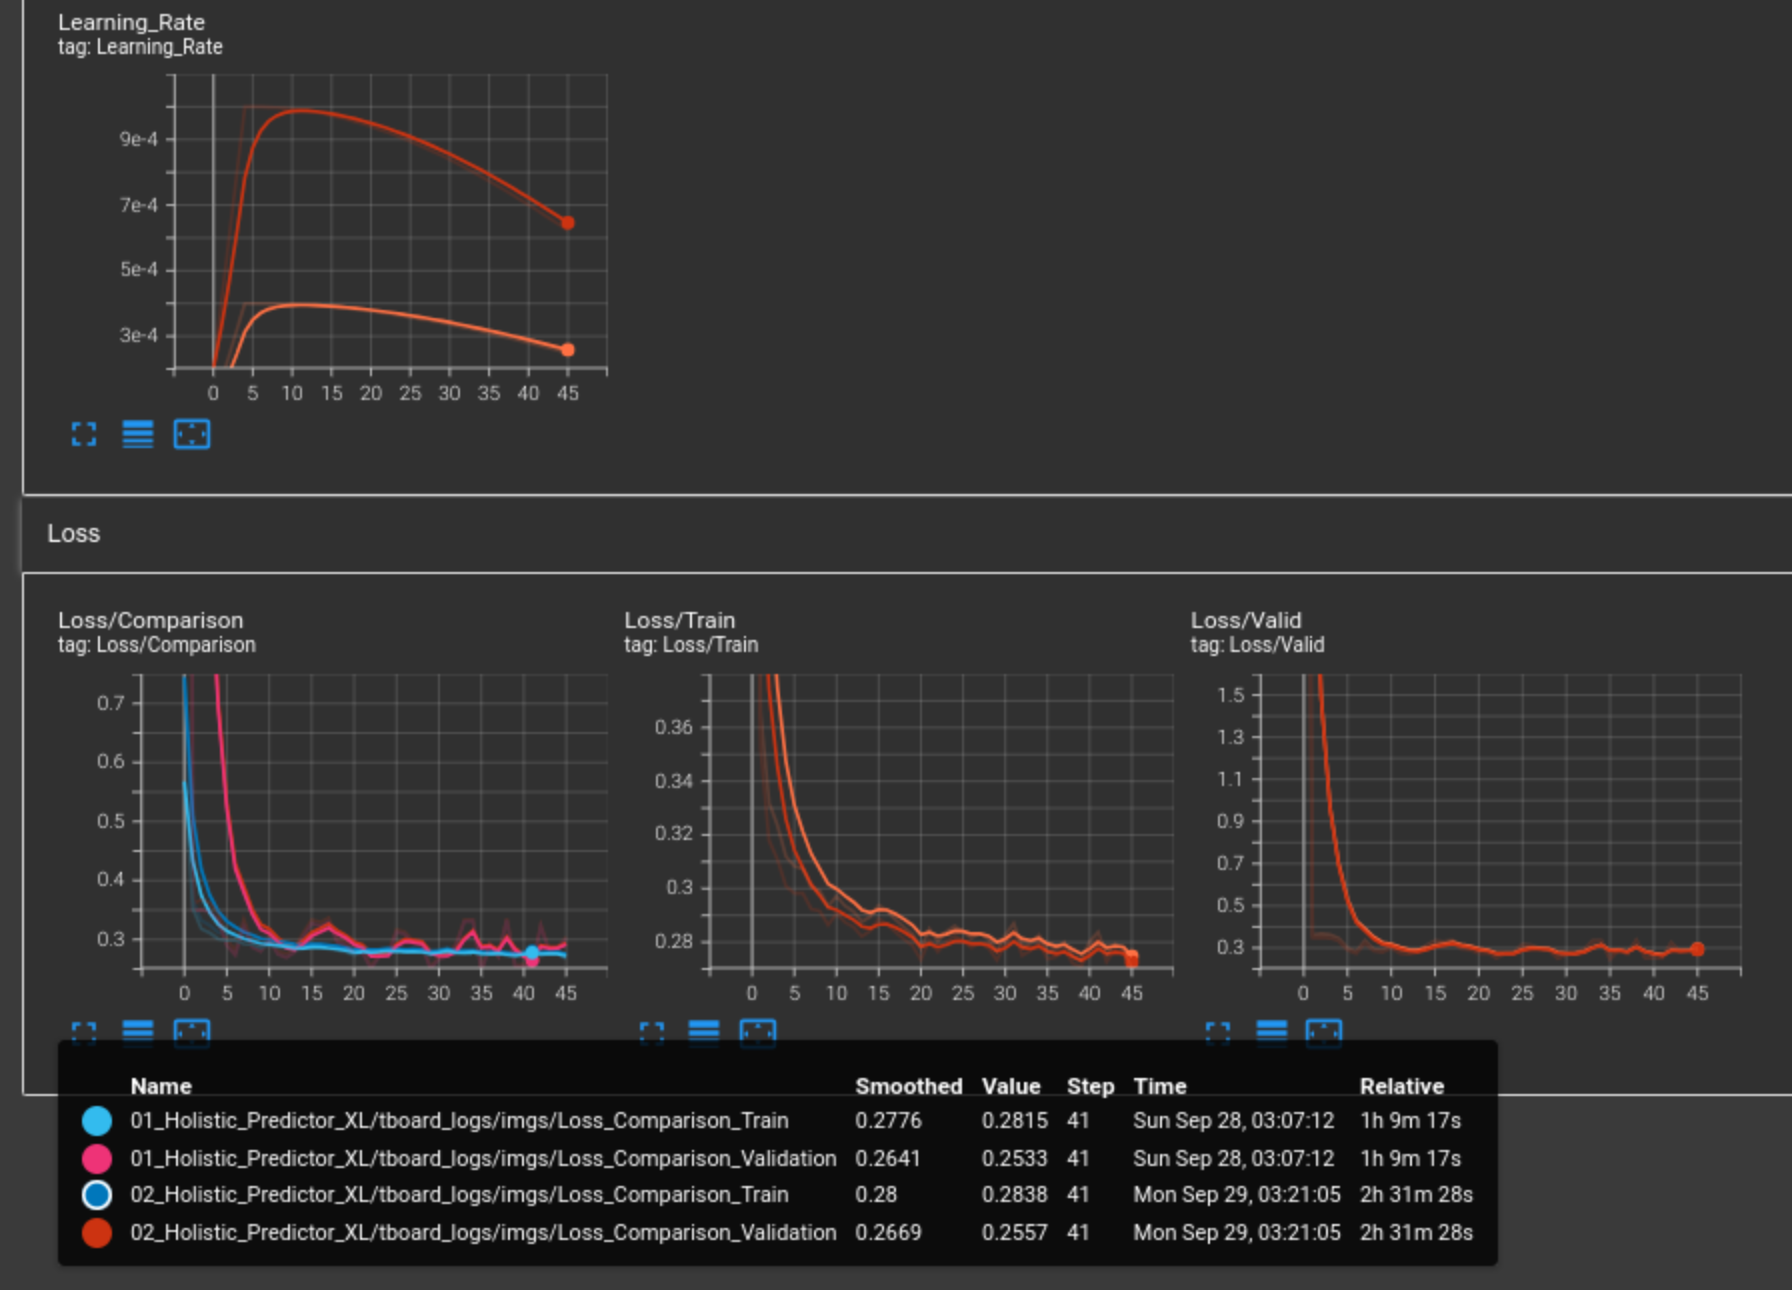 Learning_Rate
tag: Learning_Rate
9e-4
7e-4
5e-4
3e-4
0 5 10 15 20 25 30 35 40 45
Loss
Loss/Comparison
tag: Loss/Comparison
0.7
0.6
0.5
0.4
0.3
0 5 10 15 20 25 30 35 40 45
Loss/Train
tag: Loss/Train
0.36
0.34
0.32
0.3
0.28
0 5 10 15 20 25 30 35 40 45
Loss/Valid
tag: Loss/Valid
1.5
1.3
1.1
0.9
0.7
0.5
0.3
0 5 10 15 20 25 30 35 40 45
Name Smoothed Value Step Time Relative
01_Holistic_Predictor_XL/tboard_logs/imgs/Loss_Comparison_Train 0.2776 0.2815 41 Sun Sep 28, 03:07:12 1h 9m 17s
01_Holistic_Predictor_XL/tboard_logs/imgs/Loss_Comparison_Validation 0.2641 0.2533 41 Sun Sep 28, 03:07:12 1h 9m 17s
02_Holistic_Predictor_XL/tboard_logs/imgs/Loss_Comparison_Train 0.28 0.2838 41 Mon Sep 29, 03:21:05 2h 31m 28s
02_Holistic_Predictor_XL/tboard_logs/imgs/Loss_Comparison_Validation 0.2669 0.2557 41 Mon Sep 29, 03:21:05 2h 31m 28s